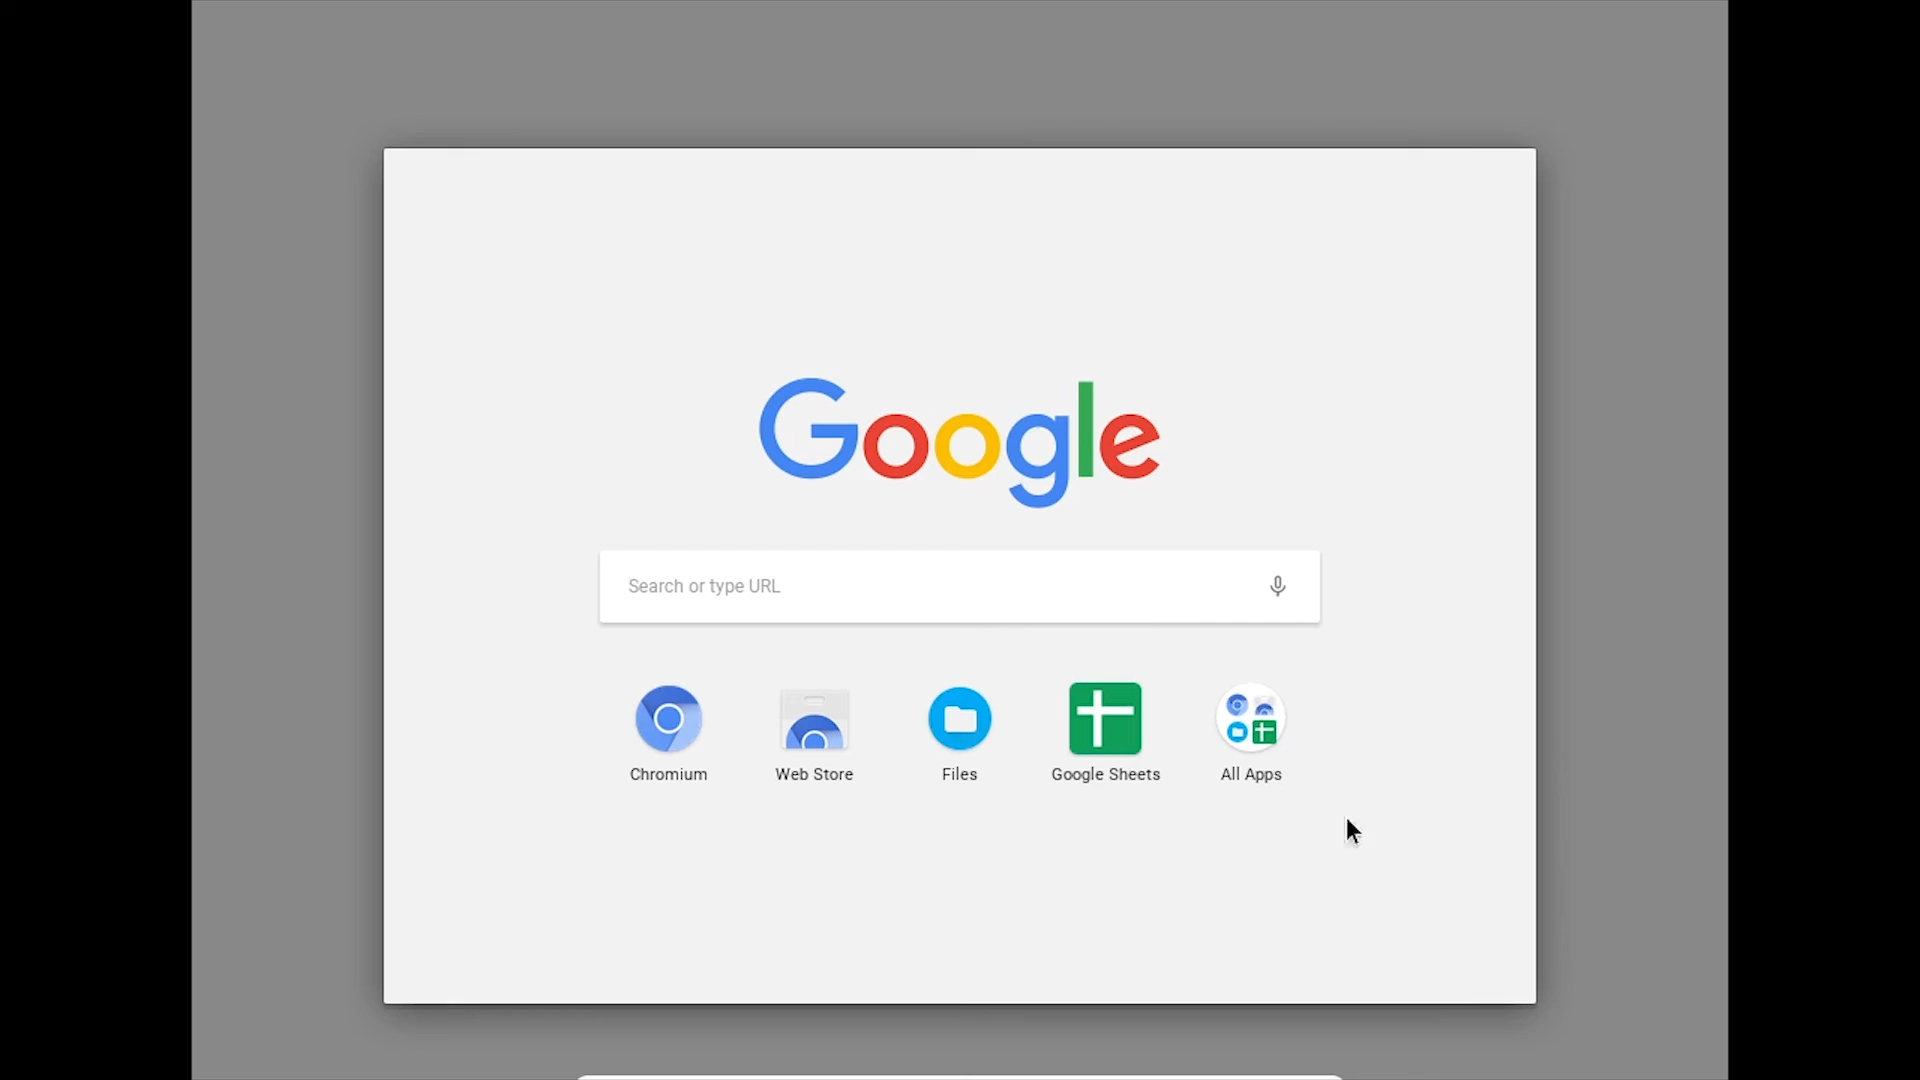 Google
Search or type URL
Chromium
Web Store
Files
Google Sheets
All Apps